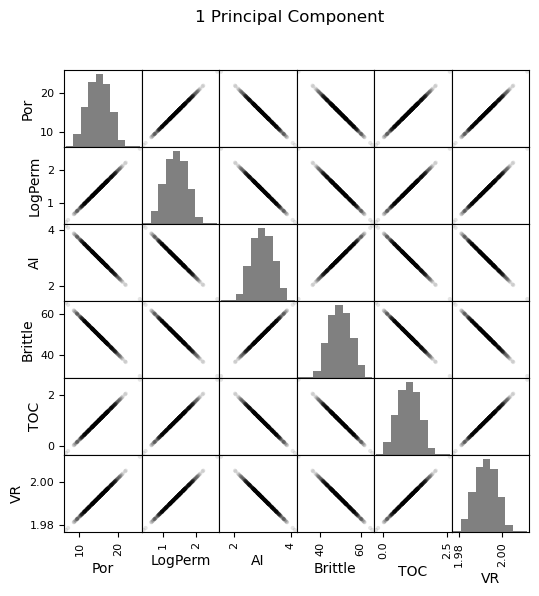 1 Principal Component
Por
20
10
LogPerm
2
1
AI
4
2
Brittle
60
40
TOC
2
0
VR
2.00
1.98
10 20 1 2 2 4 40 60 0.0 2.5 1.98 2.00
Por LogPerm AI Brittle TOC VR